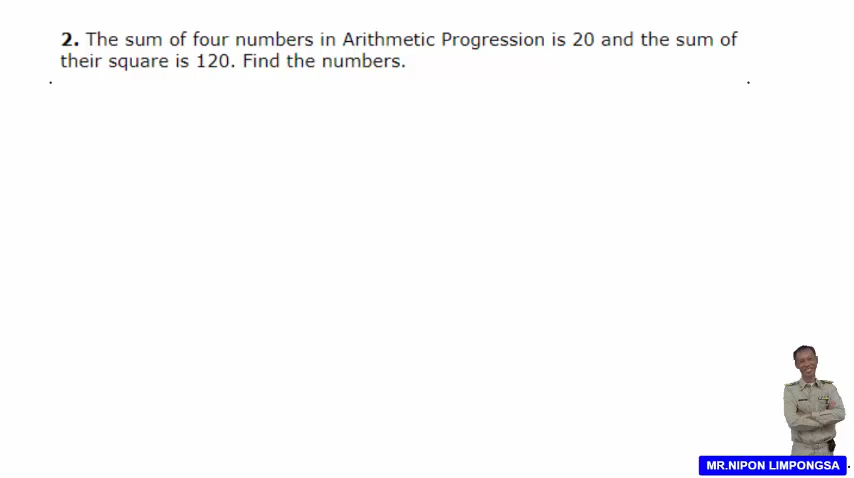 2. The sum of four numbers in Arithmetic Progression is 20 and the sum of
their square is 120. Find the numbers.
MR.NIPON LIMPONGSA